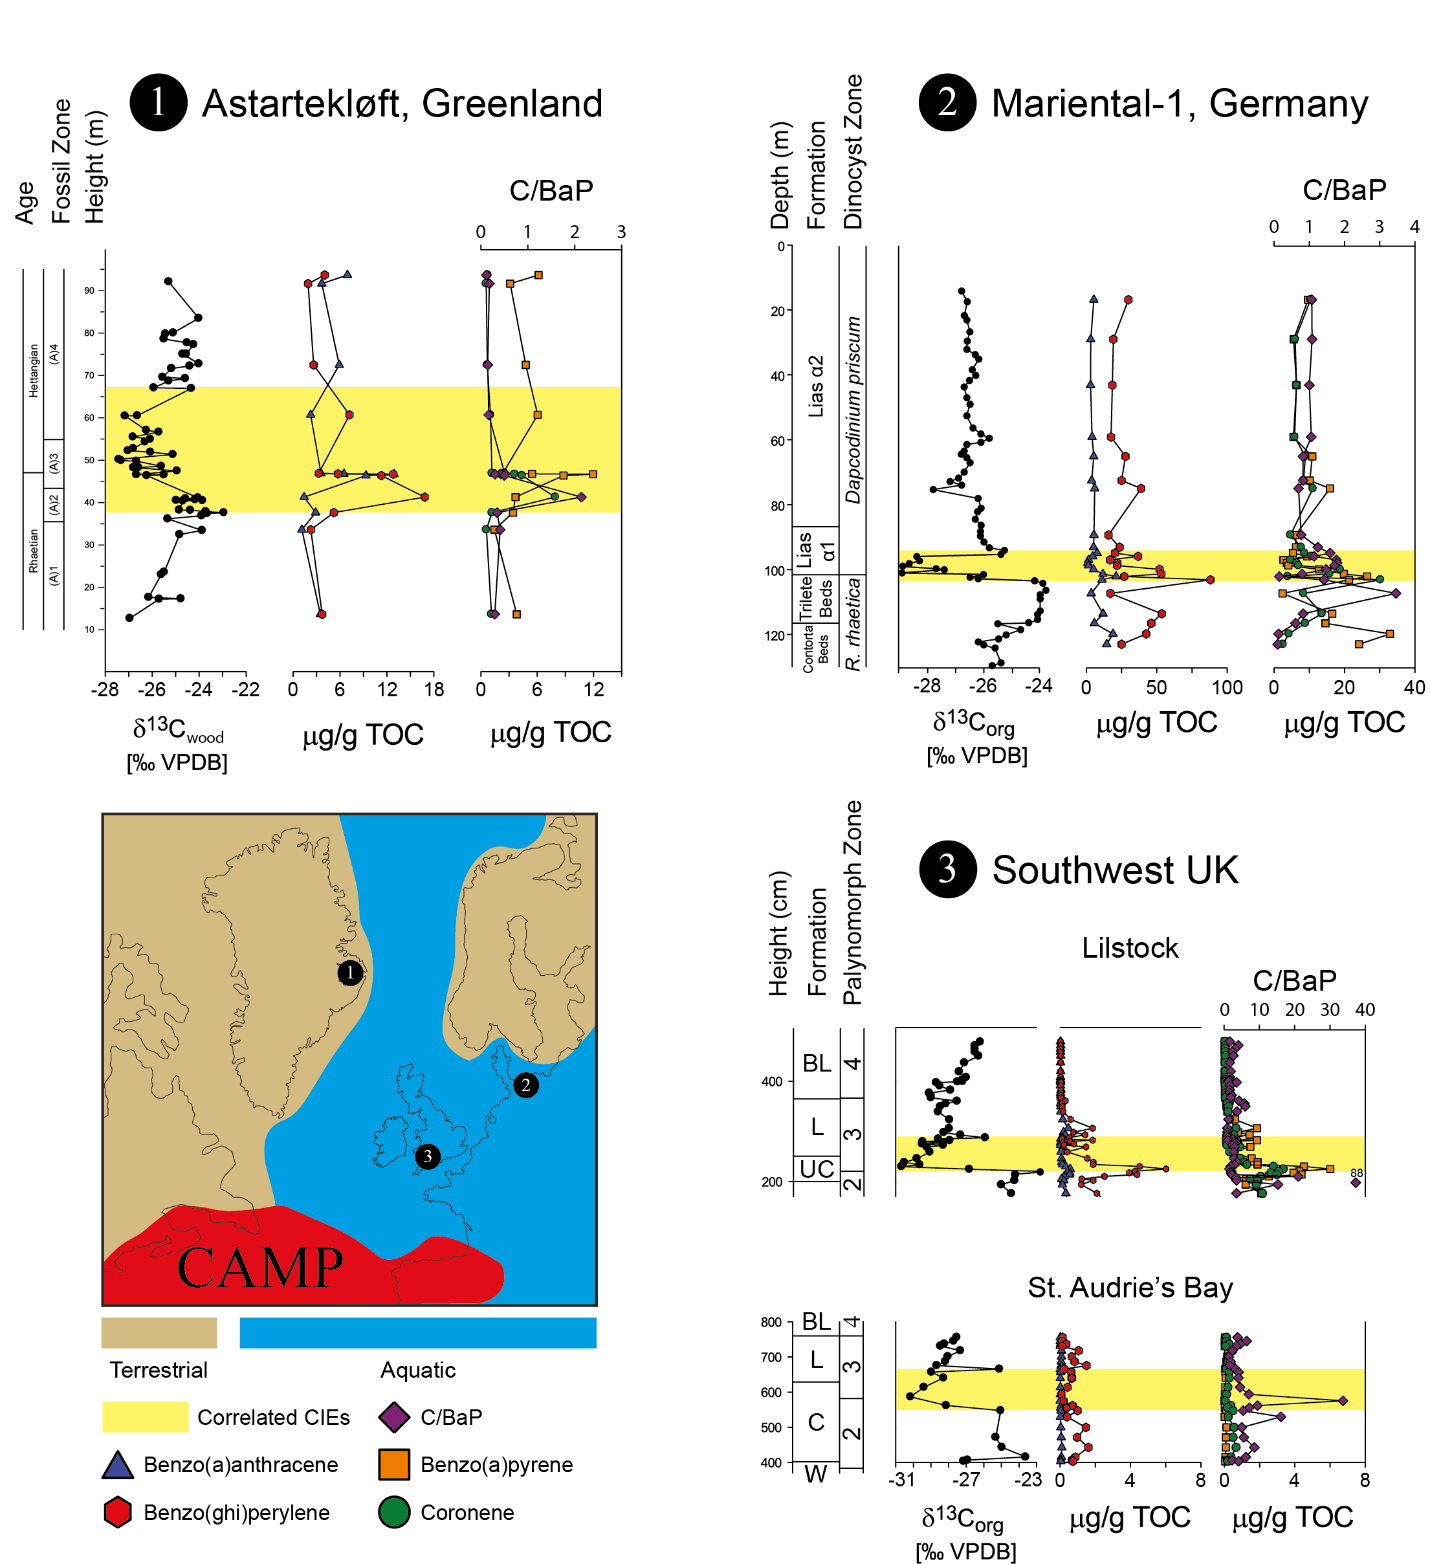 1 Astartekløft, Greenland
Age
Fossil Zone
Height (m)
C/BaP
0 1 2 3
Hettangian
Rhaetian
(A)4
(A)3
(A)2
(A)1
90
80
70
60
50
40
30
20
10
-28 -26 -24 -22
0 6 12 18
0 6 12
δ13Cwood
[‰ VPDB]
μg/g TOC
μg/g TOC
2 Mariental-1, Germany
Depth (m)
Formation
Dinocyst Zone
C/BaP
0 1 2 3 4
0
20
40
60
80
100
120
Lias α2
Lias α1
Trilete Beds
Contorta Beds
Dapcodinium priscum
R. rhaetica
-28 -26 -24
0 50 100
0 20 40
δ13Corg
[‰ VPDB]
μg/g TOC
μg/g TOC
1
2
3
CAMP
Terrestrial
Aquatic
Correlated CIEs
C/BaP
Benzo(a)anthracene
Benzo(a)pyrene
Benzo(ghi)perylene
Coronene
3 Southwest UK
Height (cm)
Formation
Palynomorph Zone
Lilstock
C/BaP
0 10 20 30 40
400
200
BL
L
UC
4
3
2
88
St. Audrie's Bay
800
700
600
500
400
BL
L
C
W
4
3
2
-31 -27 -23
0 4 8
0 4 8
δ13Corg
[‰ VPDB]
μg/g TOC
μg/g TOC